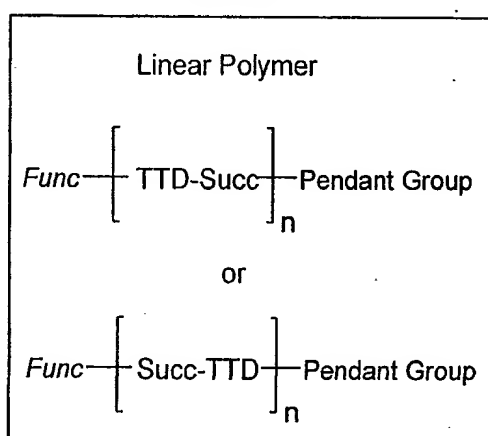 Linear Polymer
Func TTD-Succ Pendant Group
n
or
Func Succ-TTD Pendant Group
n